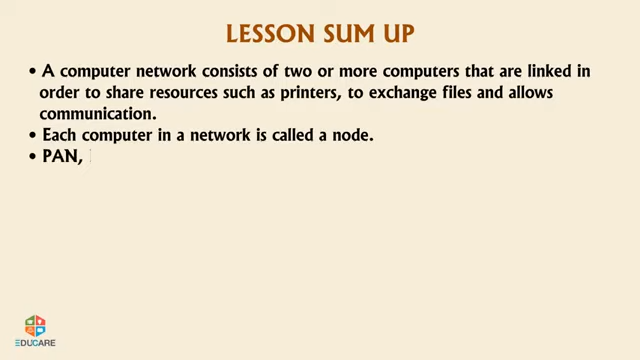 LESSON SUM UP
• A computer network consists of two or more computers that are linked in
order to share resources such as printers, to exchange files and allows
communication.
• Each computer in a network is called a node.
• PAN,
EDUCARE